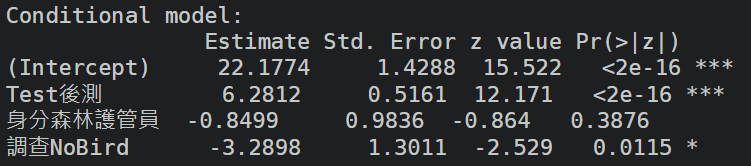 Conditional model:
Estimate Std. Error z value Pr(>|z|)
(Intercept) 22.1774 1.4288 15.522 <2e-16 ***
Test後測 6.2812 0.5161 12.171 <2e-16 ***
身分森林護管員 -0.8499 0.9836 -0.864 0.3876
調查NoBird -3.2898 1.3011 -2.529 0.0115 *